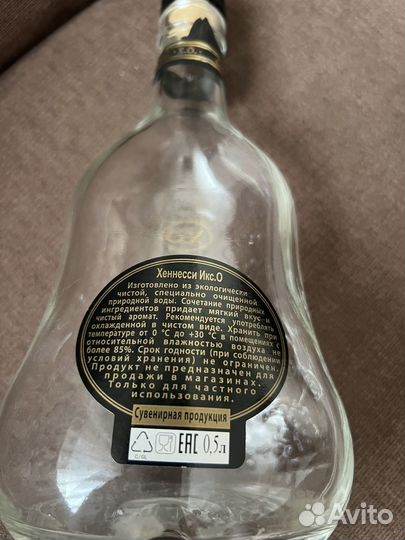 X.O
Хеннесси Икс.О
Изготовлено из экологически
чистой, специально очищенной
природной воды. Сочетание природных
ингредиентов придает мягкий вкус и
чистый аромат. Рекомендуется употреблять
охлажденной в чистом виде. Хранить при
температуре от 0 °С до +30 °С в помещениях с
относительной влажностью воздуха не
более 85%. Срок годности (при соблюдении
условий хранения) не ограничен.
Продукт не предназначен для
продажи в магазинах.
Только для частного
использования.
Сувенирная продукция
C/GL
EAC 0,5л
Avito